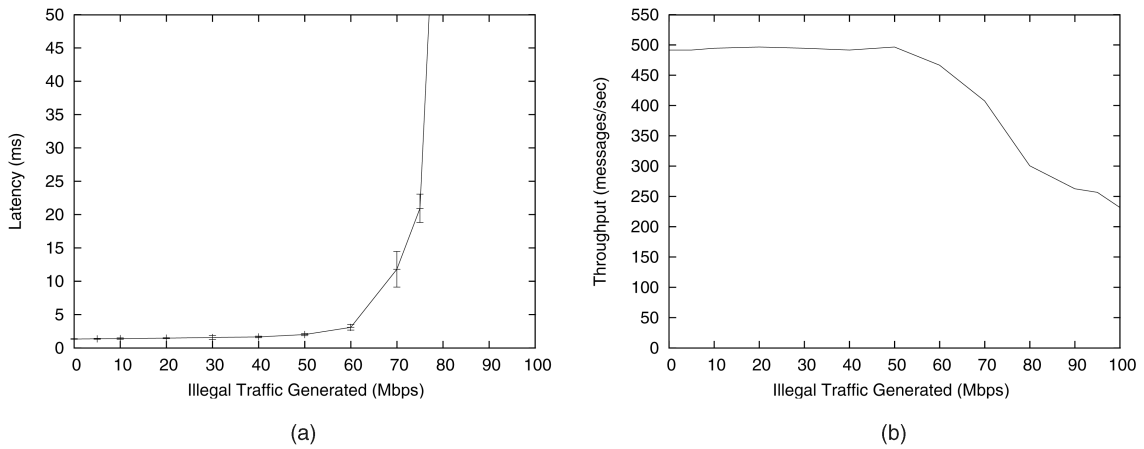 50
45
40
35
30
25
20
15
10
5
0
Latency (ms)
0 10 20 30 40 50 60 70 80 90 100
Illegal Traffic Generated (Mbps)
(a)
550
500
450
400
350
300
250
200
150
100
50
0
Throughput (messages/sec)
0 10 20 30 40 50 60 70 80 90 100
Illegal Traffic Generated (Mbps)
(b)